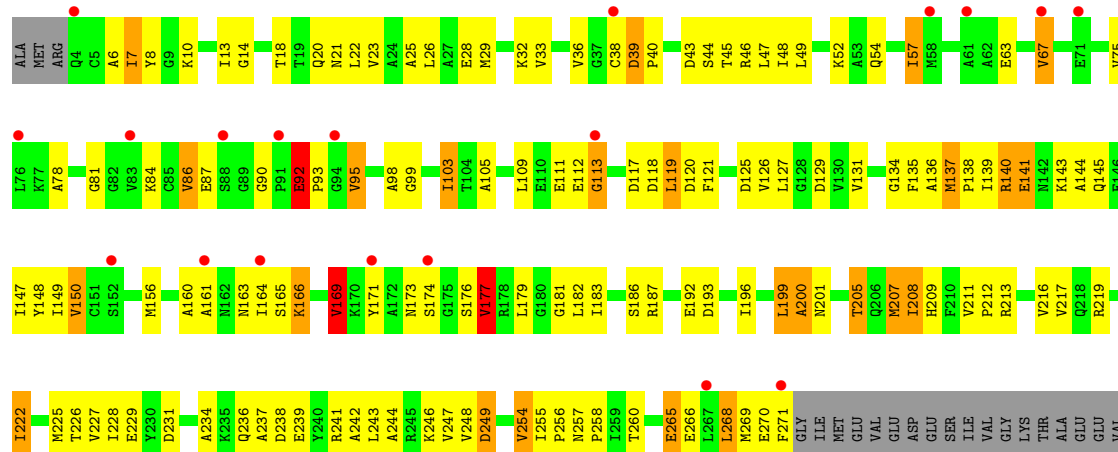 ALA MET ARG Q4 C5 A6 I7 Y8 G9 K10 I13 G14 T18 T19 Q20 N21 L22 V23 A24 A25 L26 A27 E28 M29 K32 V33 V36 G37 C38 D39 P40 D43 S44 T45 R46 L47 I48 L49 K52 A53 Q54 I57 M58 A61 A62 E63 V67 E71 V75
L76 K77 A78 G81 G82 V83 K84 C85 V86 E87 S88 G89 G90 P91 E92 P93 G94 V95 A98 G99 I103 T104 A105 L109 E110 E111 E112 G113 D117 D118 L119 D120 F121 D125 V126 L127 G128 D129 V130 V131 G134 F135 A136 M137 P138 I139 R140 E141 N142 K143 A144 Q145 E146
I147 Y148 I149 V150 C151 S152 M156 A160 A161 N162 N163 I164 S165 K166 V169 K170 Y171 A172 N173 S174 G175 S176 V177 R178 L179 G180 G181 L182 I183 S186 R187 E192 D193 I196 L199 A200 N201 T205 Q206 M207 I208 H209 F210 V211 P212 R213 V216 V217 Q218 R219
I222 M225 T226 V227 I228 E229 Y230 D231 A234 K235 Q236 A237 D238 E239 Y240 R241 A242 L243 A244 R245 K246 V247 V248 D249 V254 I255 P256 N257 P258 I259 T260 E265 E266 L267 L268 M269 E270 F271 GLY ILE MET GLU VAL GLU ASP GLU SER ILE VAL GLY LYS THR ALA GLU GLU VAL